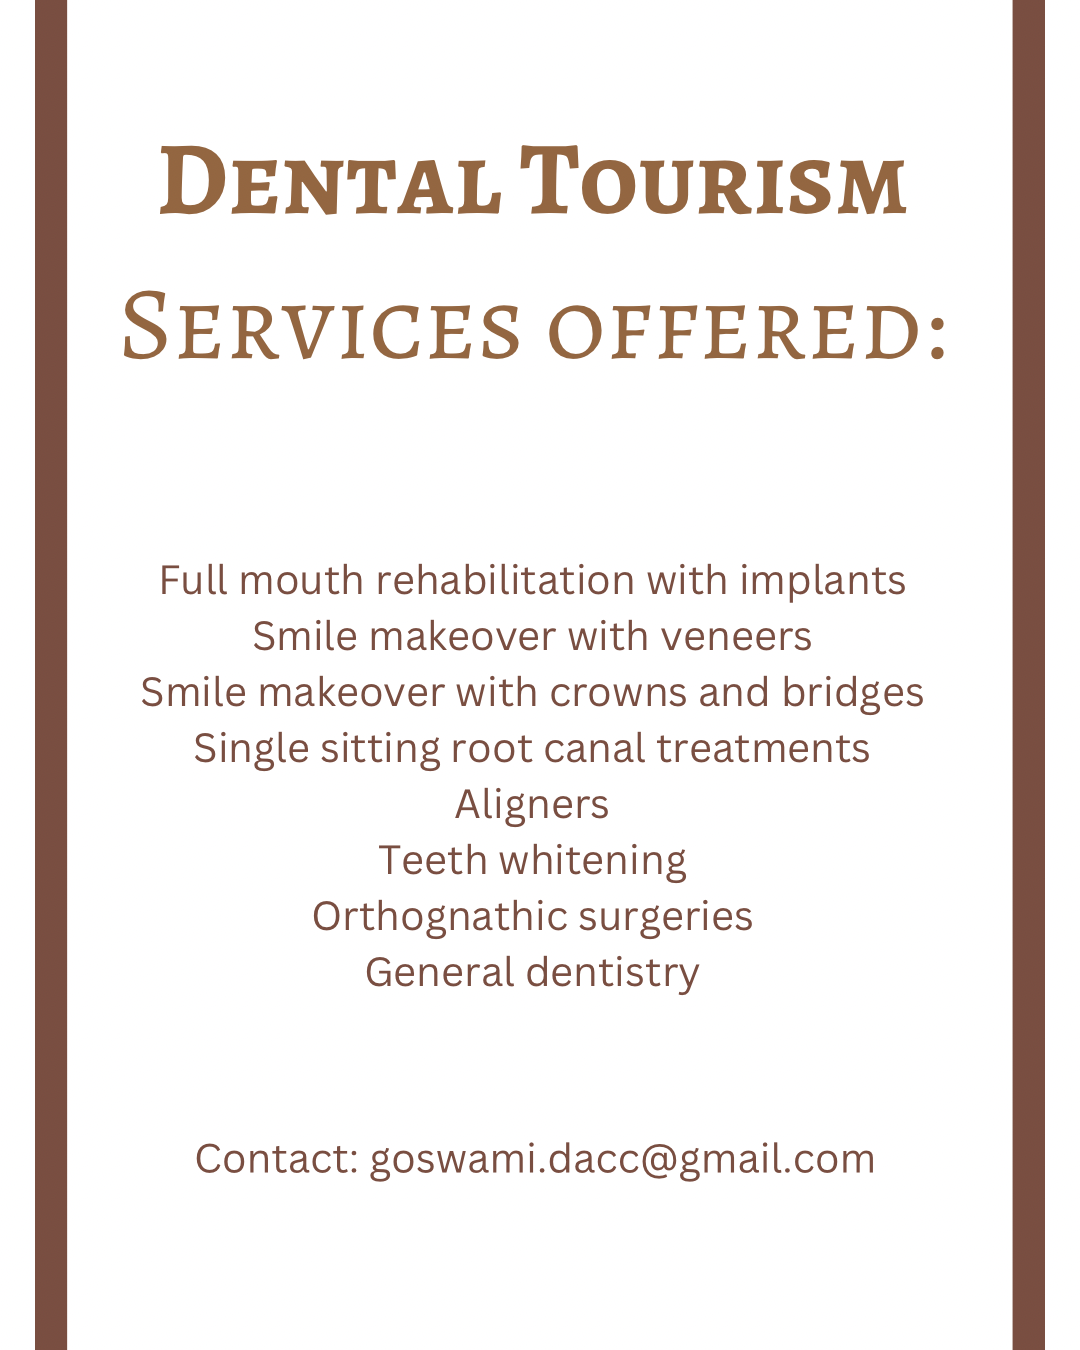 Dental Tourism
Services offered:
Full mouth rehabilitation with implants
Smile makeover with veneers
Smile makeover with crowns and bridges
Single sitting root canal treatments
Aligners
Teeth whitening
Orthognathic surgeries
General dentistry
Contact: goswami.dacc@gmail.com